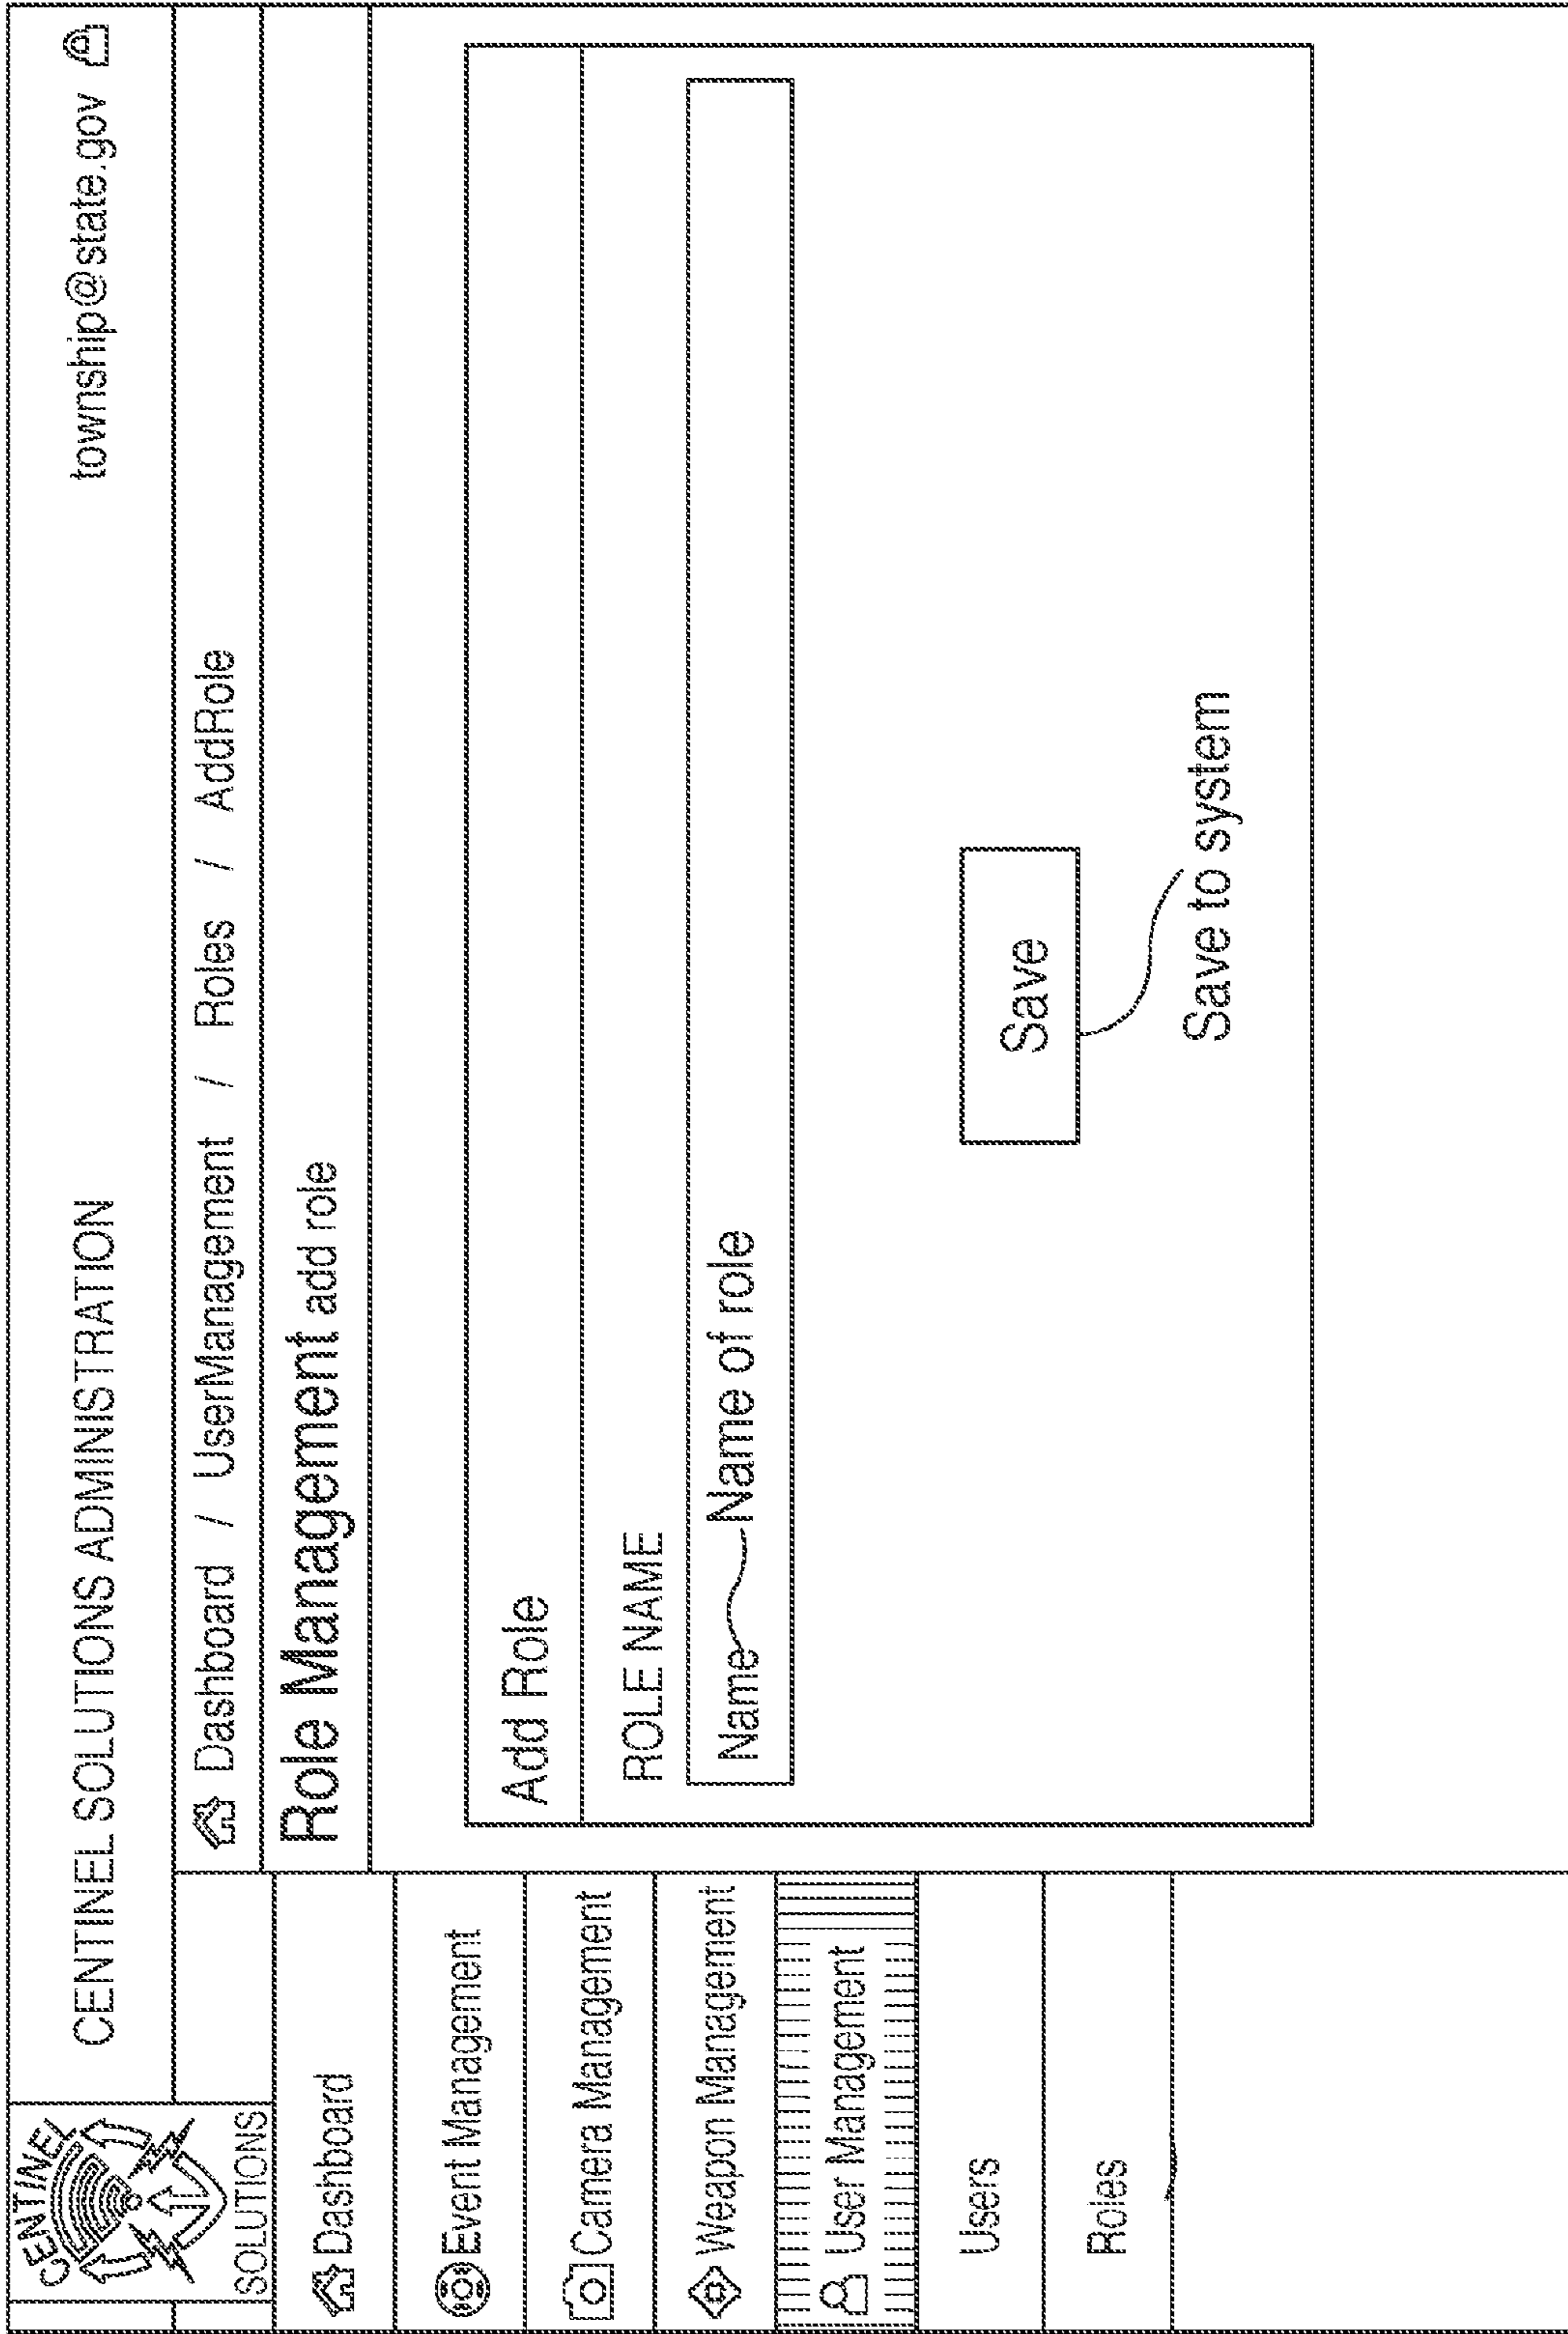 CENTINEL
SOLUTIONS
CENTINEL SOLUTIONS ADMINISTRATION
township@state.gov
Dashboard / UserManagement / Roles / AddRole
Role Management add role
Dashboard
Event Management
Camera Management
Weapon Management
User Management
Users
Roles
Add Role
ROLE NAME
Name Name of role
Save
Save to system